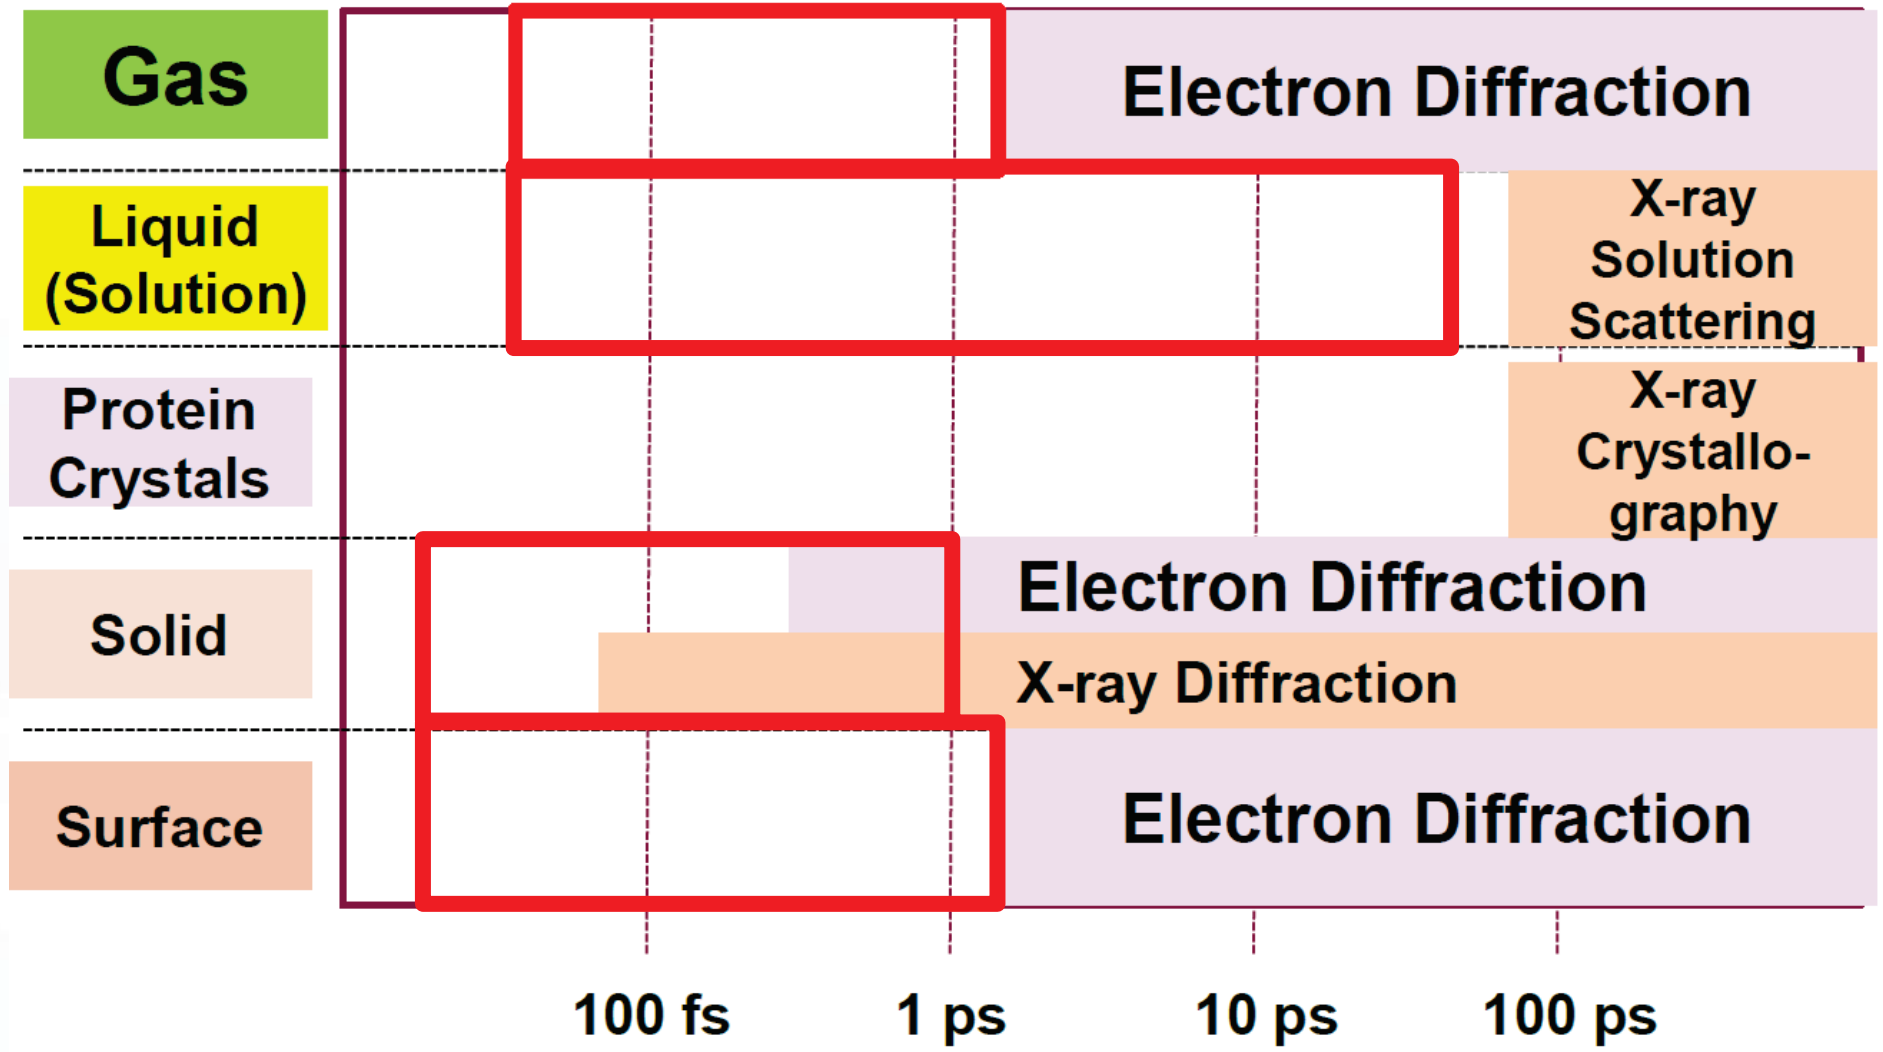 Gas
Electron Diffraction
Liquid
(Solution)
X-ray
Solution
Scattering
Protein
Crystals
X-ray
Crystallo-
graphy
Solid
Electron Diffraction
X-ray Diffraction
Surface
Electron Diffraction
100 fs
1 ps
10 ps
100 ps